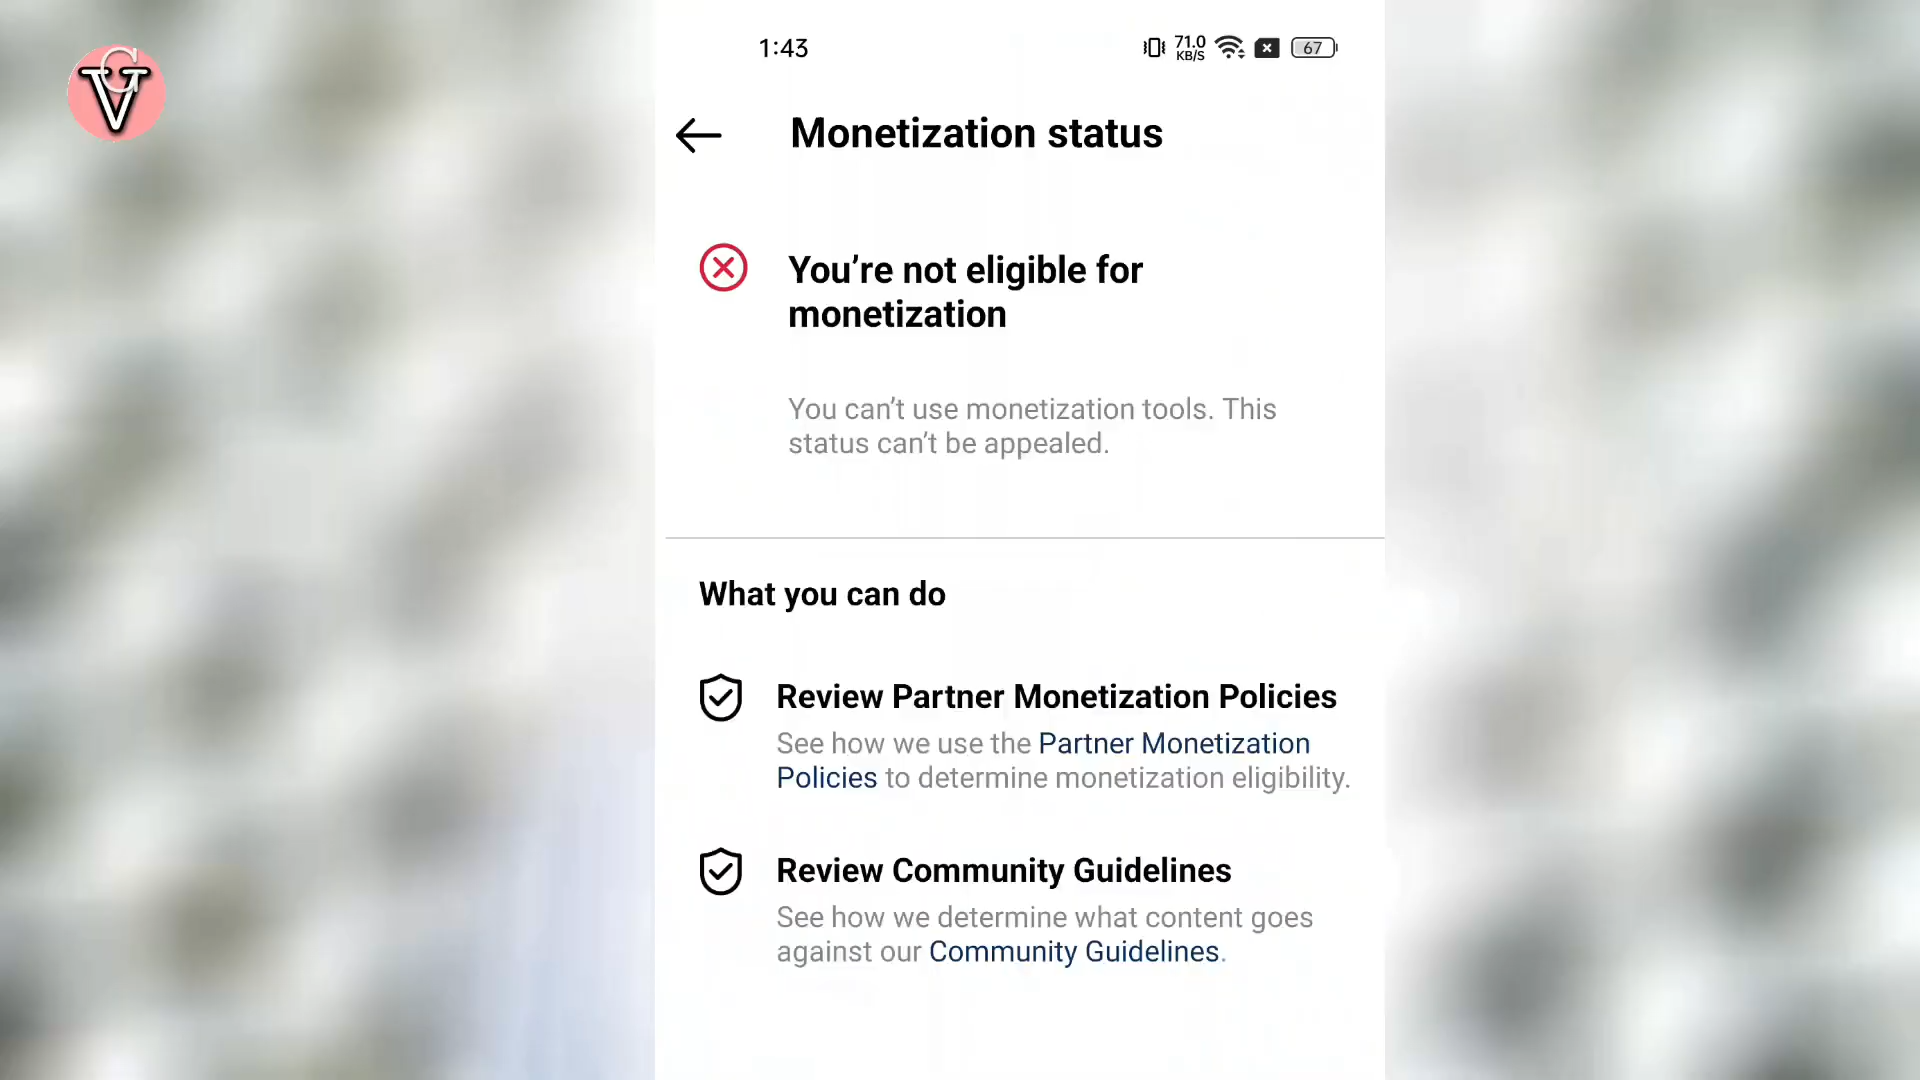 VG
1:43
71.0
KB/S
67
Monetization status
You’re not eligible for
monetization
You can’t use monetization tools. This
status can’t be appealed.
What you can do
Review Partner Monetization Policies
See how we use the Partner Monetization
Policies to determine monetization eligibility.
Review Community Guidelines
See how we determine what content goes
against our Community Guidelines.